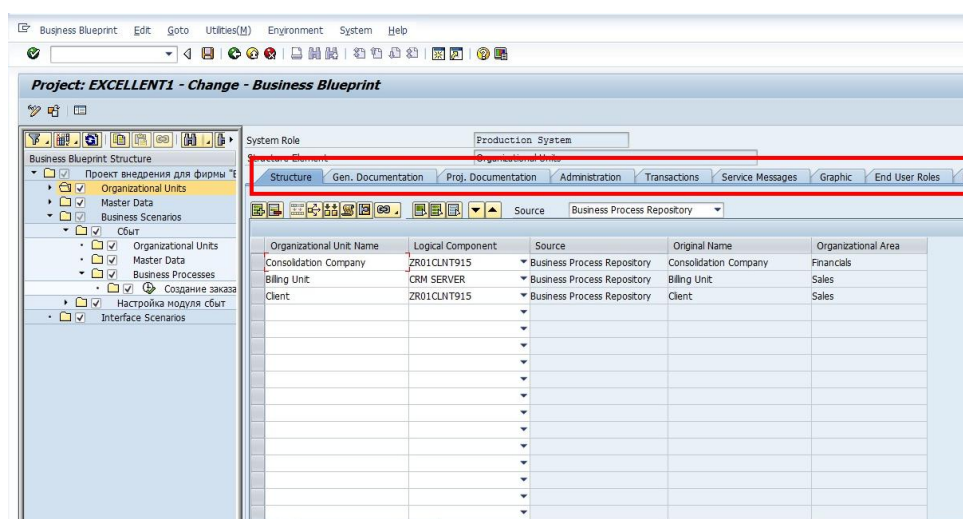 Business Blueprint Edit Goto Utilities(M) Environment System Help
Project: EXCELLENT1 - Change - Business Blueprint
System Role Production System
Structure Element Organizational Units
Structure Gen. Documentation Proj. Documentation Administration Transactions Service Messages Graphic End User Roles
Source Business Process Repository
Business Blueprint Structure
Проект внедрения для фирмы "Е
Organizational Units
Master Data
Business Scenarios
Сбыт
Organizational Units
Master Data
Business Processes
Создание заказа
Настройка модуля сбыт
Interface Scenarios
Organizational Unit Name Logical Component Source Original Name Organizational Area
Consolidation Company ZR01CLNT915 Business Process Repository Consolidation Company Financials
Billing Unit CRM SERVER Business Process Repository Billing Unit Sales
Client ZR01CLNT915 Business Process Repository Client Sales